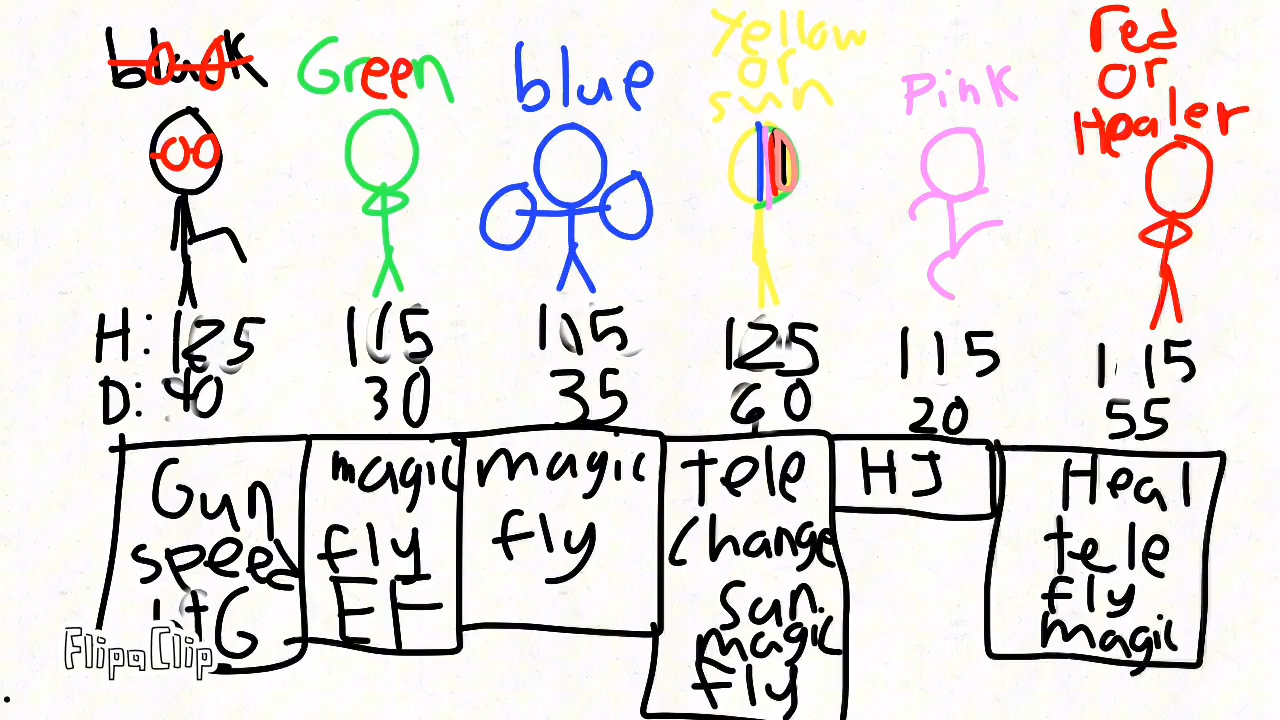 black
Green
blue
Yellow
or
sun
Pink
red
or
Healer
H: 125 115 115 125 115 115
D: 40 30 35 60 20 55
Gun
speed
magic
fly
EF
magic
fly
tele
change
sun
magic
fly
HJ
Heal
tele
fly
magic
FlipaClip